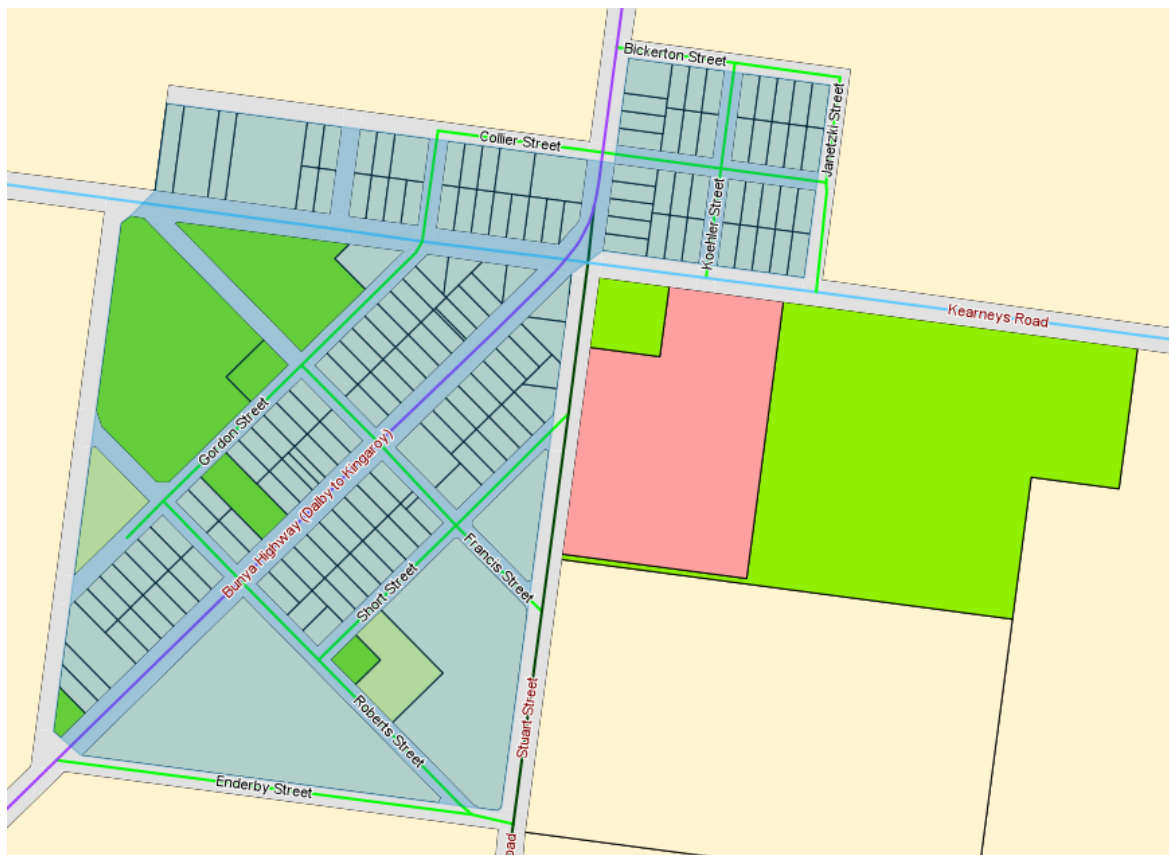 Bickerton Street
Collier Street
Janetzki Street
Koehler Street
Kearneys Road
Gordon Street
Bunya Highway (Dalby to Kingaroy)
Francis Street
Short Street
Roberts Street
Stuart Street
Enderby Street
oad